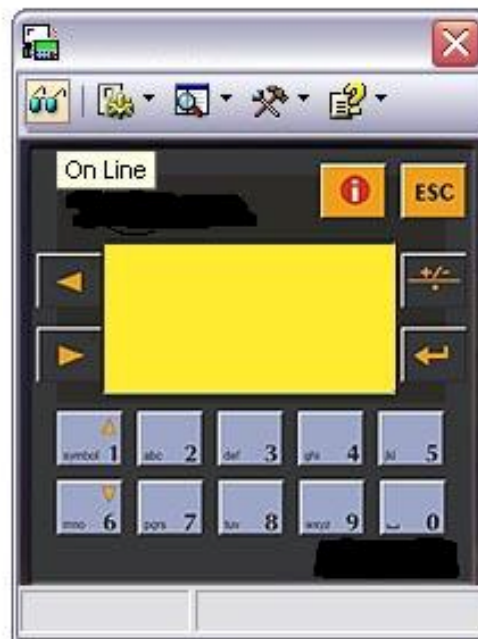 On Line
ESC
+/-
symbol 1 abc 2 def 3 ghi 4 jkl 5
mno 6 pqrs 7 tuv 8 wxyz 9 0